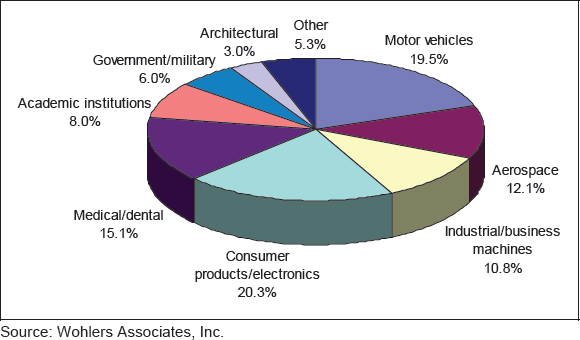 Other
5.3%
Motor vehicles
19.5%
Architectural
3.0%
Government/military
6.0%
Academic institutions
8.0%
Aerospace
12.1%
Medical/dental
15.1%
Industrial/business
machines
10.8%
Consumer
products/electronics
20.3%
Source: Wohlers Associates, Inc.